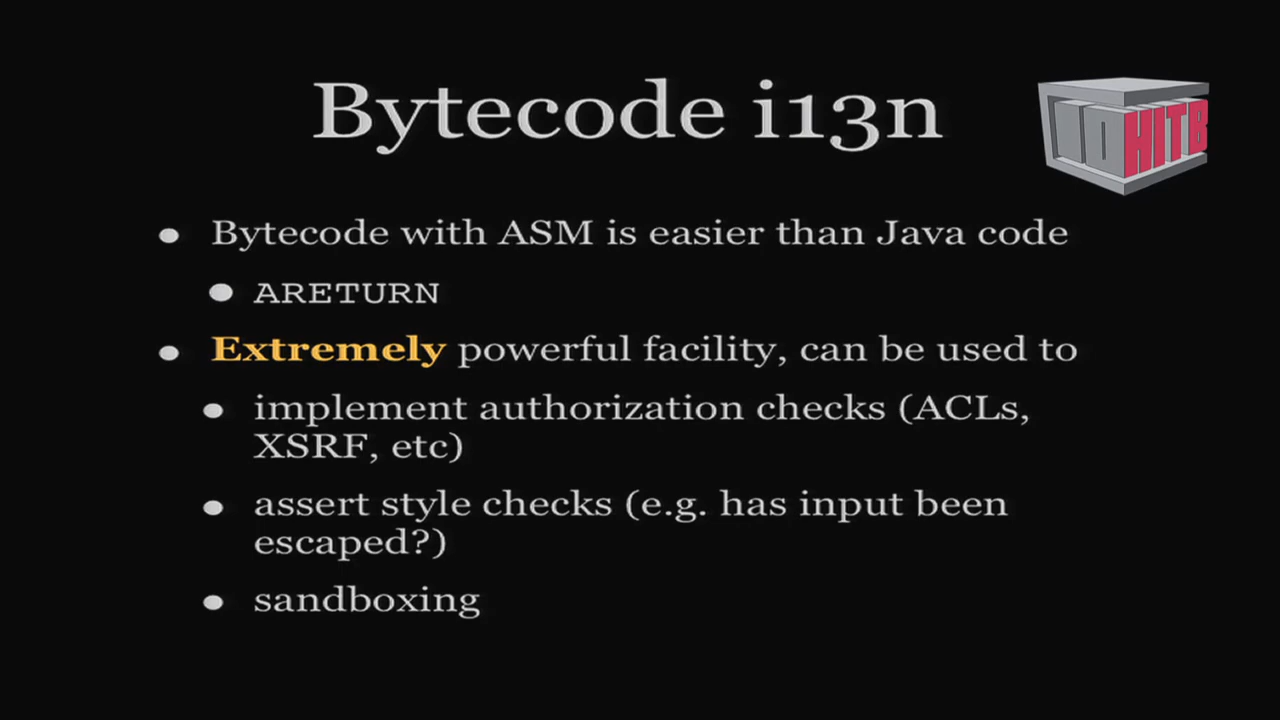 Bytecode i13n
HITB
• Bytecode with ASM is easier than Java code
• ARETURN
• Extremely powerful facility, can be used to
• implement authorization checks (ACLs,
XSRF, etc)
• assert style checks (e.g. has input been
escaped?)
• sandboxing